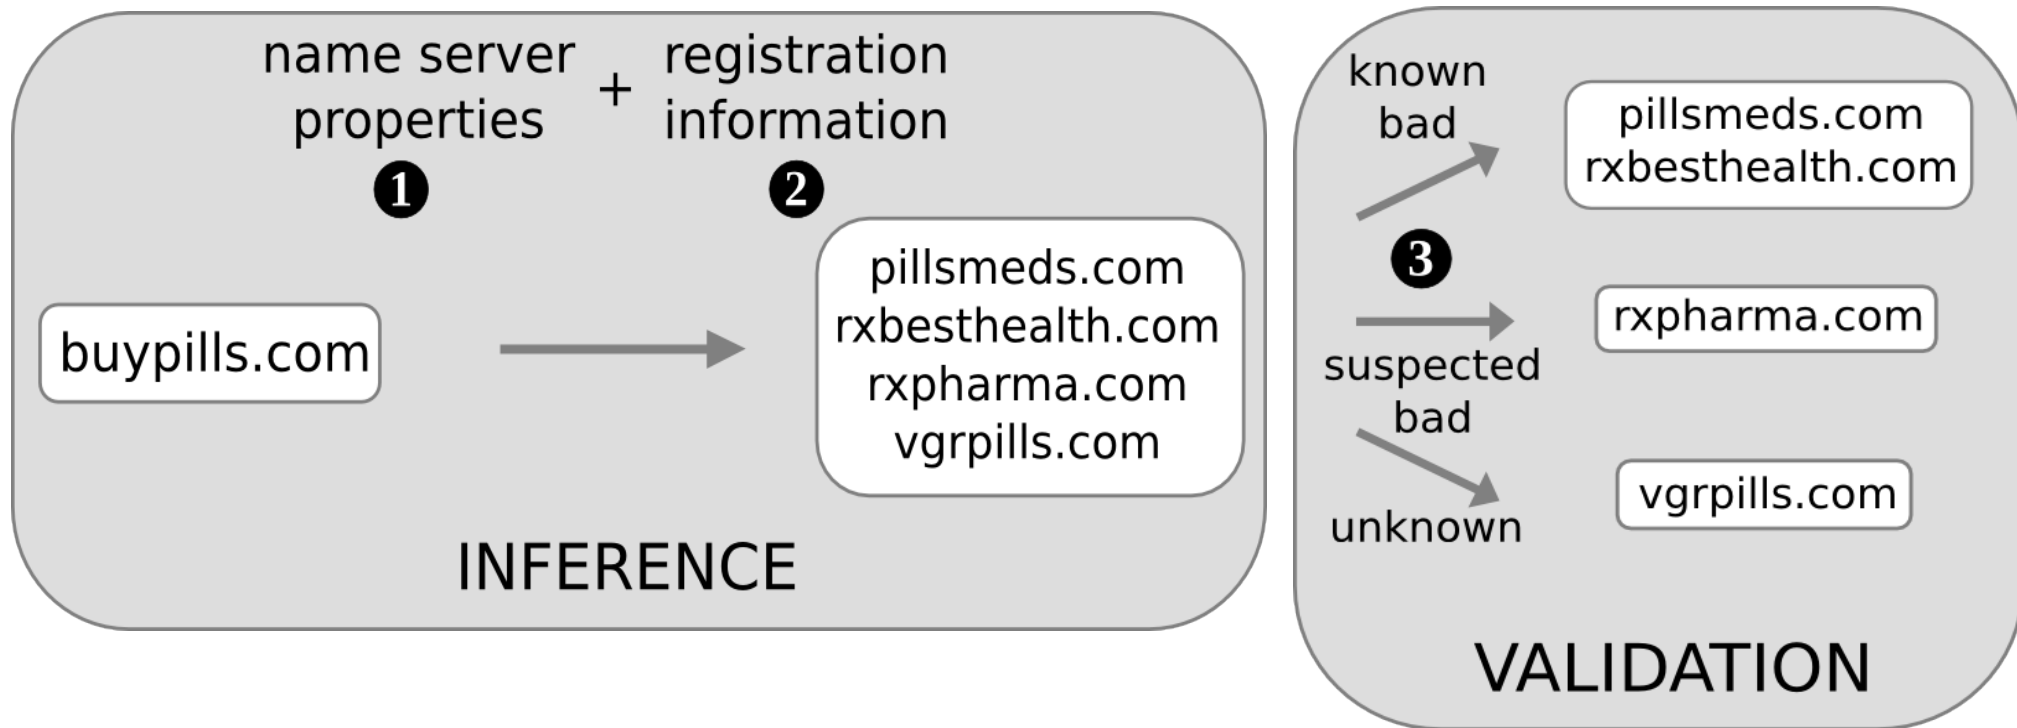 name server
properties
+
registration
information
1
2
buypills.com
pillsmeds.com
rxbesthealth.com
rxpharma.com
vgrpills.com
INFERENCE
known
bad
pillsmeds.com
rxbesthealth.com
3
rxpharma.com
suspected
bad
vgrpills.com
unknown
VALIDATION